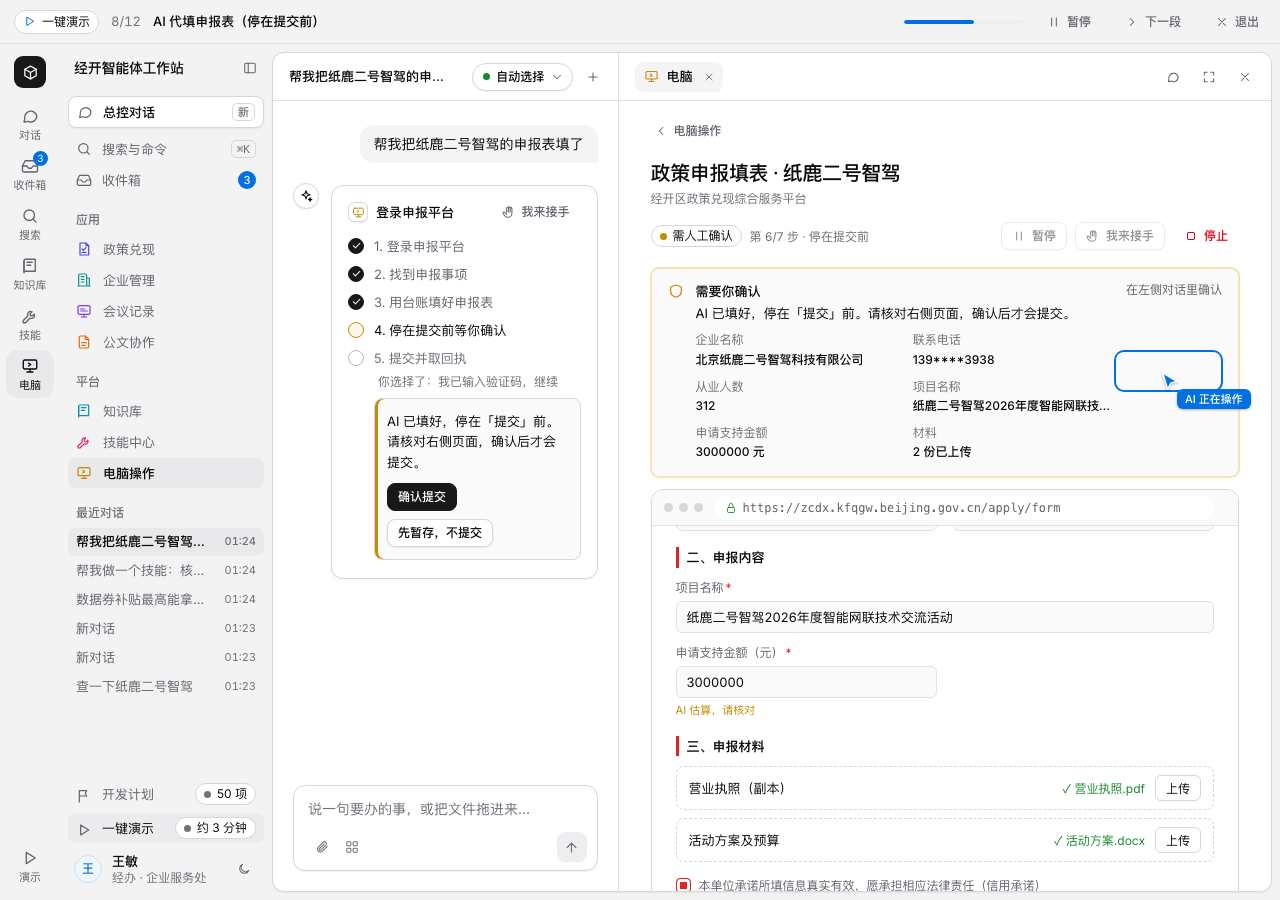 一键演示
8/12
AI 代填申报表（停在提交前）
暂停
下一段
退出
对话
3
收件箱
搜索
知识库
技能
电脑
演示
经开智能体工作站
总控对话
新
搜索与命令
⌘K
收件箱
3
应用
政策兑现
企业管理
会议记录
公文协作
平台
知识库
技能中心
电脑操作
最近对话
帮我把纸鹿二号智驾... 01:24
帮我做一个技能：核... 01:24
数据券补贴最高能拿... 01:24
新对话 01:23
新对话 01:23
查一下纸鹿二号智驾 01:23
开发计划
50 项
一键演示
约 3 分钟
王
王敏
经办 · 企业服务处
帮我把纸鹿二号智驾的申...
自动选择
帮我把纸鹿二号智驾的申报表填了
登录申报平台
我来接手
1. 登录申报平台
2. 找到申报事项
3. 用台账填好申报表
4. 停在提交前等你确认
5. 提交并取回执
你选择了：我已输入验证码，继续
AI 已填好，停在「提交」前。
请核对右侧页面，确认后才会
提交。
确认提交
先暂存，不提交
说一句要办的事，或把文件拖进来...
电脑
电脑操作
政策申报填表 · 纸鹿二号智驾
经开区政策兑现综合服务平台
需人工确认
第 6/7 步 · 停在提交前
暂停
我来接手
停止
需要你确认
在左侧对话里确认
AI 已填好，停在「提交」前。请核对右侧页面，确认后才会提交。
企业名称
北京纸鹿二号智驾科技有限公司
联系电话
139****3938
从业人数
312
项目名称
纸鹿二号智驾2026年度智能网联技...
申请支持金额
3000000 元
材料
2 份已上传
AI 正在操作
https://zcdx.kfqgw.beijing.gov.cn/apply/form
二、申报内容
项目名称*
纸鹿二号智驾2026年度智能网联技术交流活动
申请支持金额（元） *
3000000
AI 估算，请核对
三、申报材料
营业执照（副本）
✓ 营业执照.pdf
上传
活动方案及预算
✓ 活动方案.docx
上传
本单位承诺所填信息真实有效，愿承担相应法律责任（信用承诺）